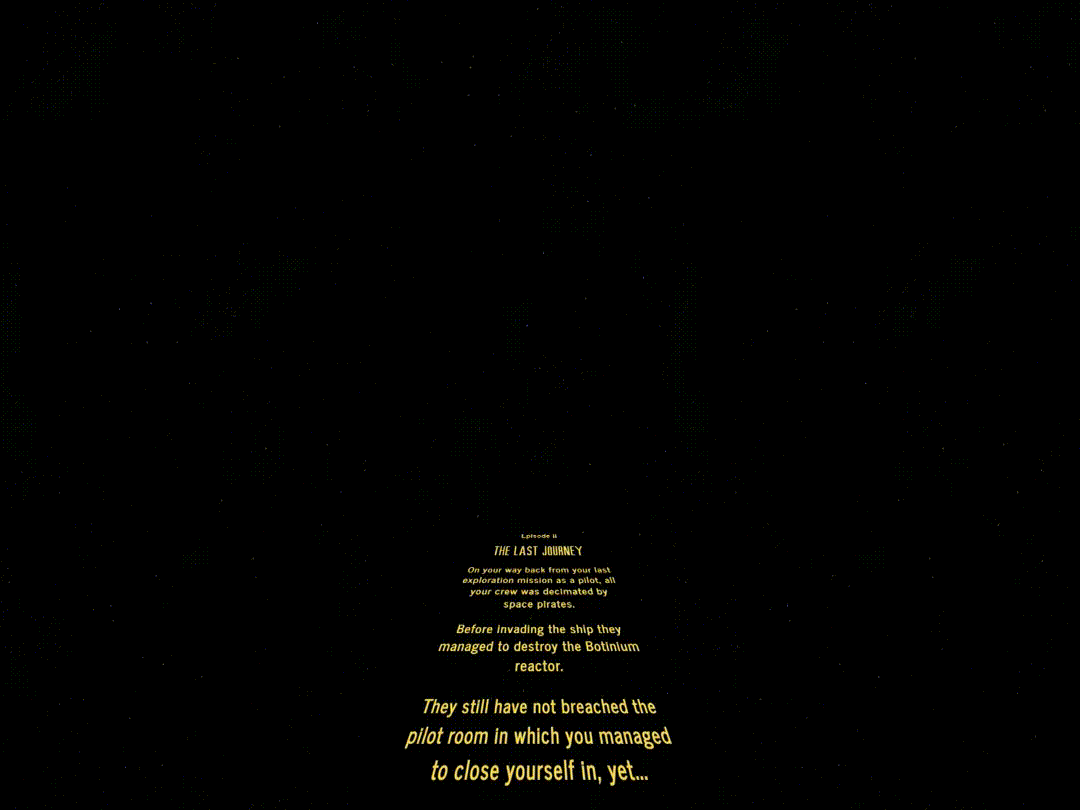 Episode II
THE LAST JOURNEY
On your way back from your last
exploration mission as a pilot, all
your crew was decimated by
space pirates.
Before invading the ship they
managed to destroy the Botinium
reactor.
They still have not breached the
pilot room in which you managed
to close yourself in, yet...